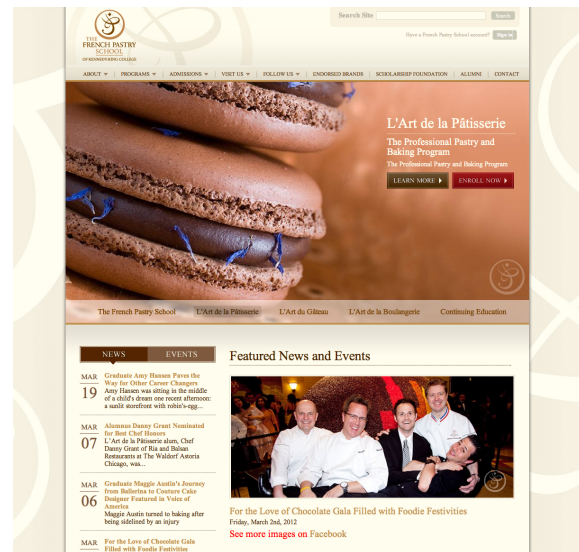 Search Site
Search
THE
FRENCH PASTRY
SCHOOL
OF KENNEDY-KING COLLEGE
Have a French Pastry School account? Sign in
ABOUT
PROGRAMS
ADMISSIONS
VISIT US
FOLLOW US
ENDORSED BRANDS
SCHOLARSHIP FOUNDATION
ALUMNI
CONTACT
L'Art de la Pâtisserie
The Professional Pastry and
Baking Program
The Professional Pastry and Baking Program
LEARN MORE
ENROLL NOW
The French Pastry School
L'Art de la Pâtisserie
L'Art du Gâteau
L'Art de la Boulangerie
Continuing Education
NEWS
EVENTS
MAR
19
Graduate Amy Hansen Paves the
Way for Other Career Changers
Amy Hansen was sitting in the middle
of a child's dream one recent afternoon:
a sunlit storefront with robin's-egg...
MAR
07
Alumnus Danny Grant Nominated
for Best Chef Honors
L'Art de la Pâtisserie alum, Chef
Danny Grant of Ria and Balsan
Restaurants at The Waldorf Astoria
Chicago, was...
MAR
06
Graduate Maggie Austin's Journey
from Ballerina to Couture Cake
Designer Featured in Voice of
America
Maggie Austin turned to baking after
being sidelined by an injury
MAR
For the Love of Chocolate Gala
Filled with Foodie Festivities
Featured News and Events
For the Love of Chocolate Gala Filled with Foodie Festivities
Friday, March 2nd, 2012
See more images on Facebook